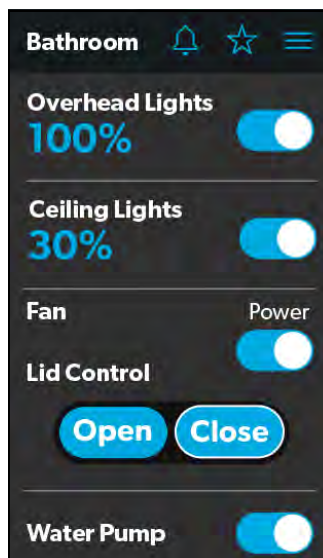 Bathroom
Overhead Lights
100%
Ceiling Lights
30%
Fan Power
Lid Control
Open Close
Water Pump